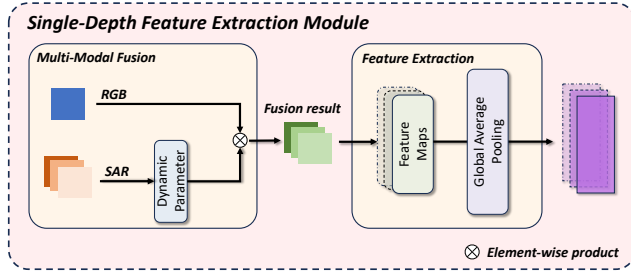 Single-Depth Feature Extraction Module
Multi-Modal Fusion
RGB
SAR
Dynamic
Parameter
Fusion result
Feature Extraction
Feature
Maps
Global Average
Pooling
Element-wise product